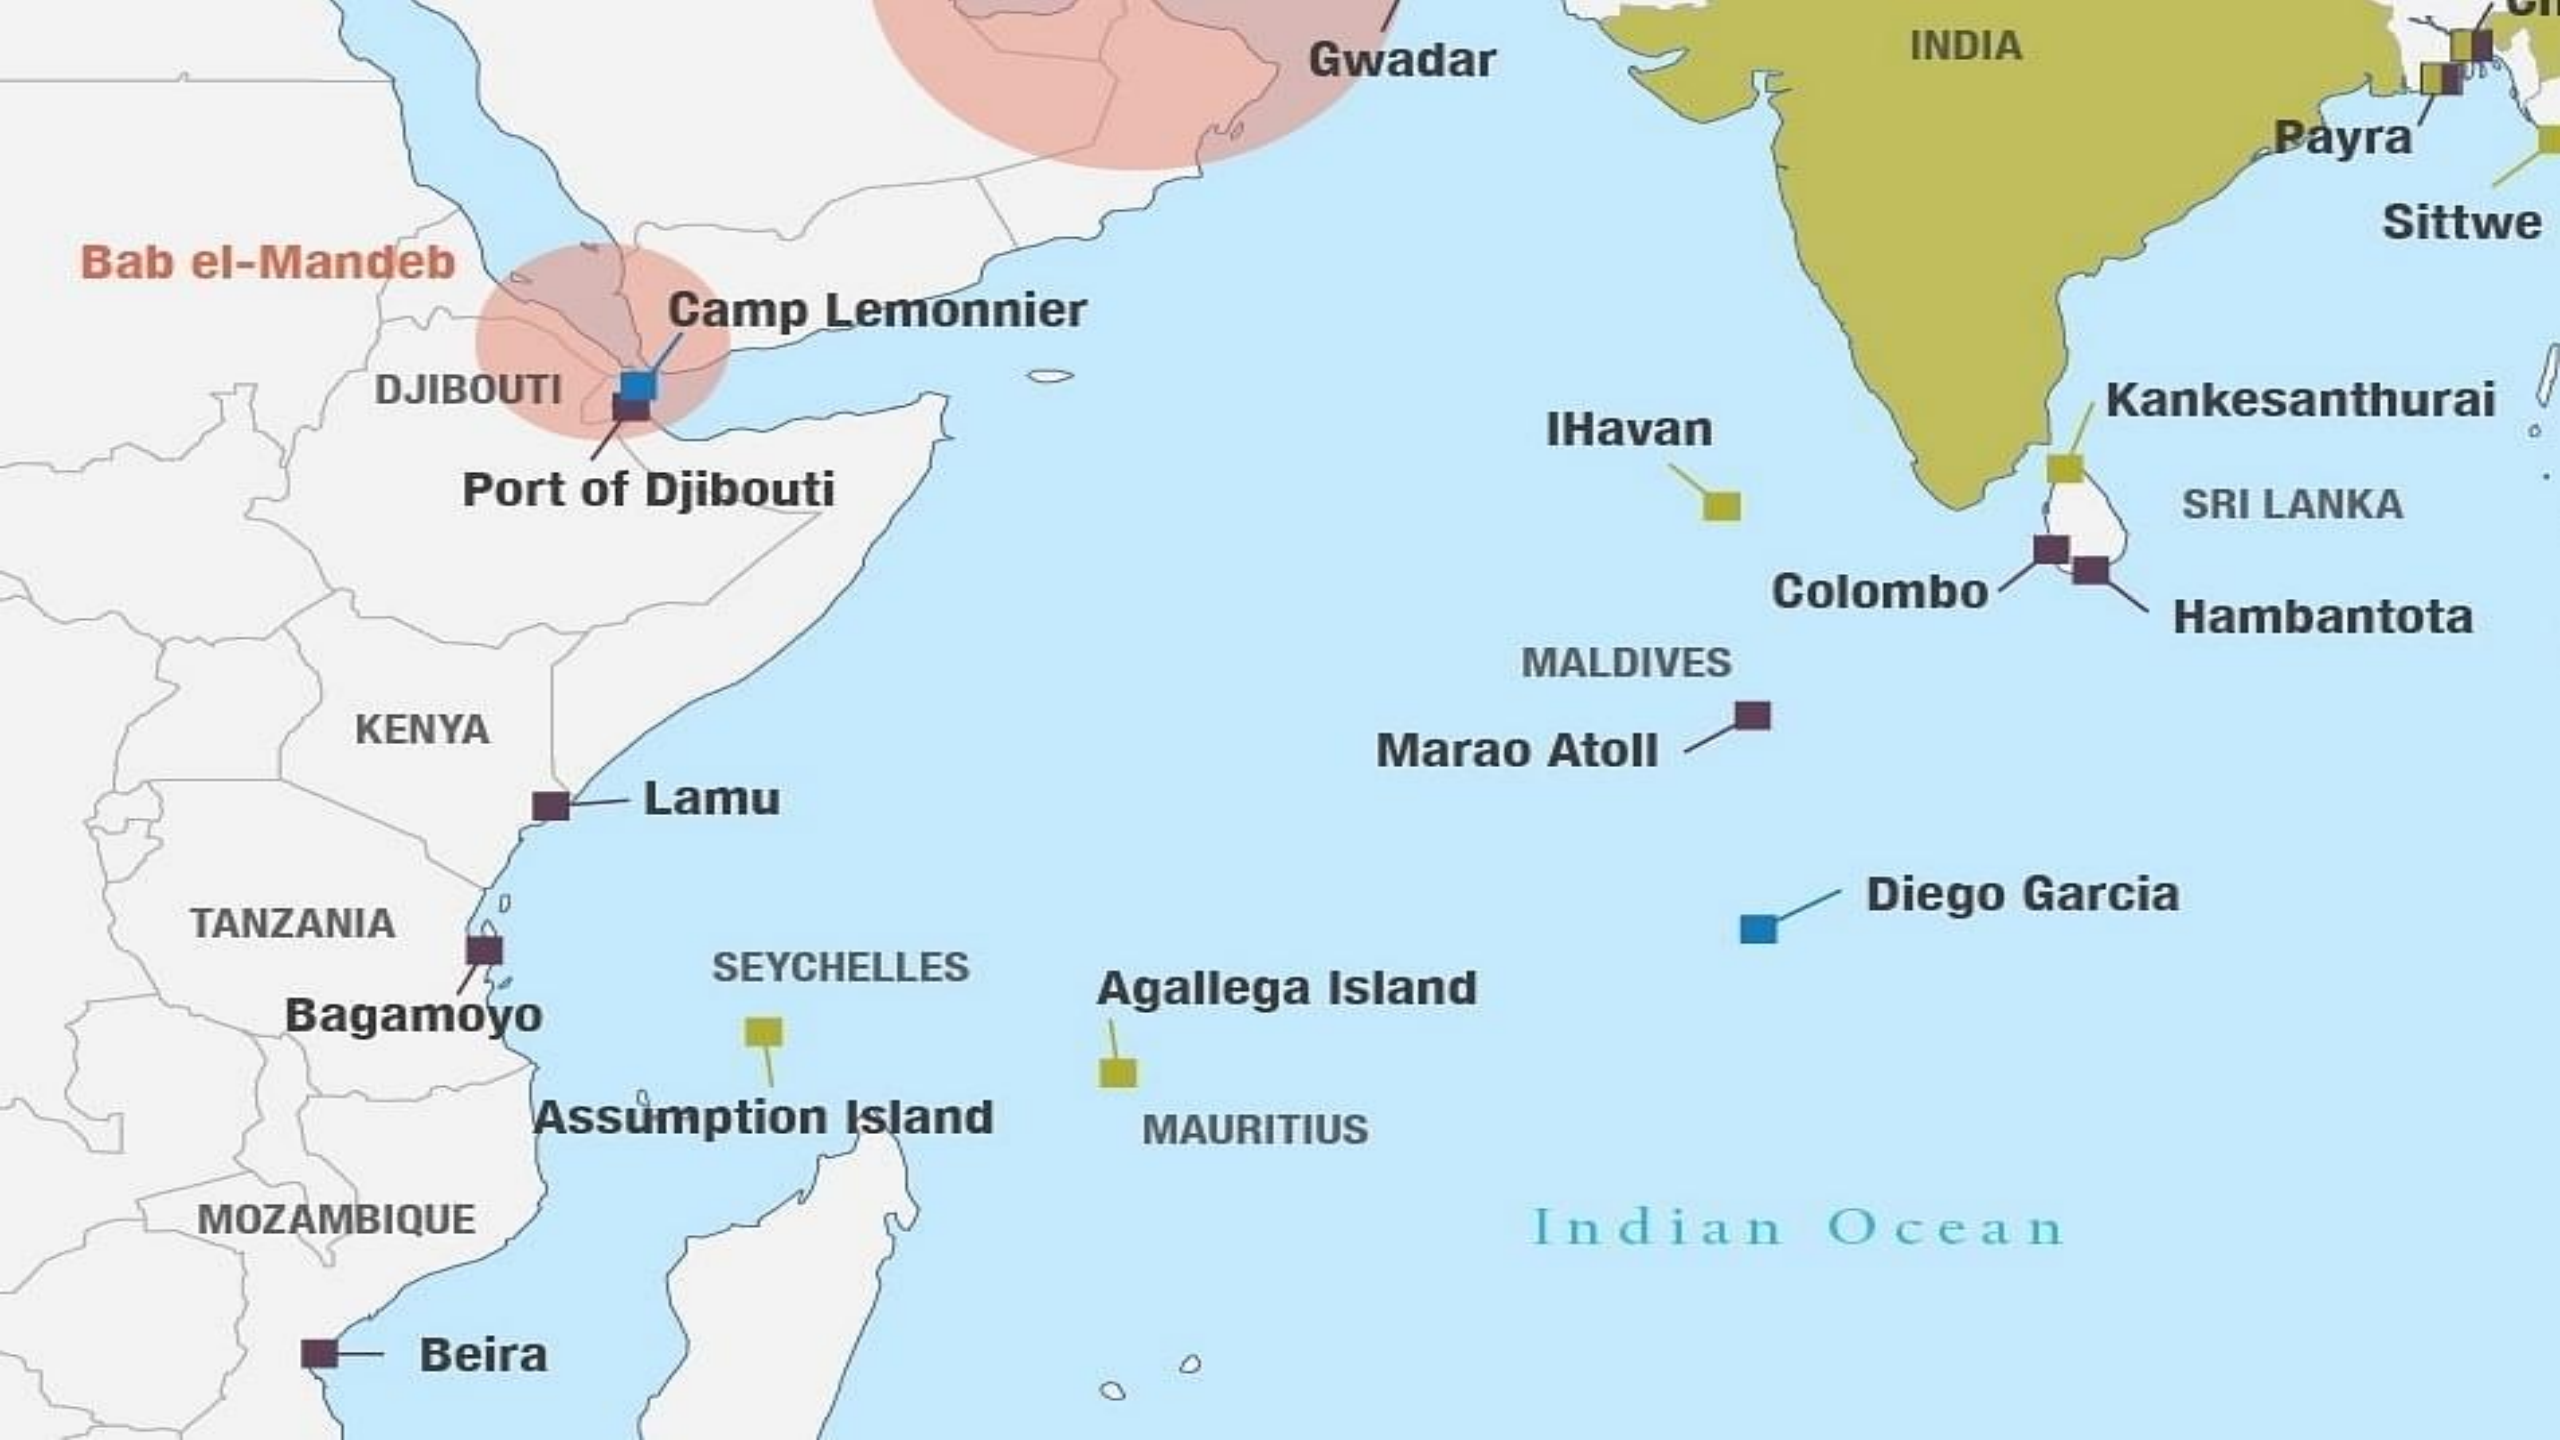 Gwadar
INDIA
Payra
Sittwe
Bab el-Mandeb
Camp Lemonnier
DJIBOUTI
Port of Djibouti
IHavan
Kankesanthurai
SRI LANKA
Colombo
Hambantota
MALDIVES
Marao Atoll
KENYA
Lamu
Diego Garcia
TANZANIA
Bagamoyo
SEYCHELLES
Agallega Island
Assumption Island
MAURITIUS
MOZAMBIQUE
Indian Ocean
Beira